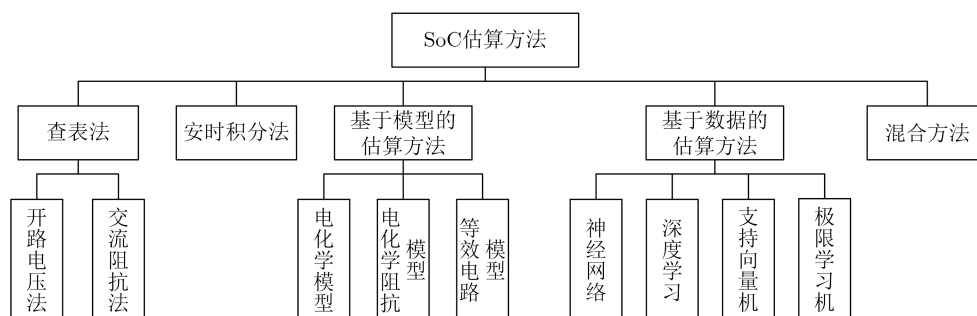 SoC估算方法
查表法
安时积分法
基于模型的
估算方法
基于数据的
估算方法
混合方法
开路电压法
交流阻抗法
电化学模型
电化学阻抗
模型
等效电路
模型
神经网络
深度学习
支持向量机
极限学习机